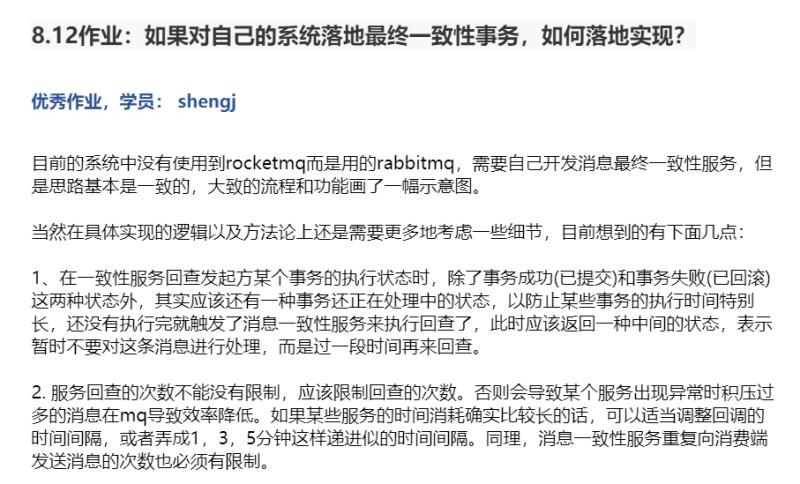 8.12作业：如果对自己的系统落地最终一致性事务，如何落地实现？
优秀作业，学员： shengj
目前的系统中没有使用到rocketmq而是用的rabbitmq，需要自己开发消息最终一致性服务，但
是思路基本是一致的，大致的流程和功能画了一幅示意图。
当然在具体实现的逻辑以及方法论上还是需要更多地考虑一些细节，目前想到的有下面几点：
1、在一致性服务回查发起方某个事务的执行状态时，除了事务成功(已提交)和事务失败(已回滚)
这两种状态外，其实应该还有一种事务还正在处理中的状态，以防止某些事务的执行时间特别
长，还没有执行完就触发了消息一致性服务来执行回查了，此时应该返回一种中间的状态，表示
暂时不要对这条消息进行处理，而是过一段时间再来回查。
2. 服务回查的次数不能没有限制，应该限制回查的次数。否则会导致某个服务出现异常时积压过
多的消息在mq导致效率降低。如果某些服务的时间消耗确实比较长的话，可以适当调整回调的
时间间隔，或者弄成1，3，5分钟这样递进似的时间间隔。同理，消息一致性服务重复向消费端
发送消息的次数也必须有限制。